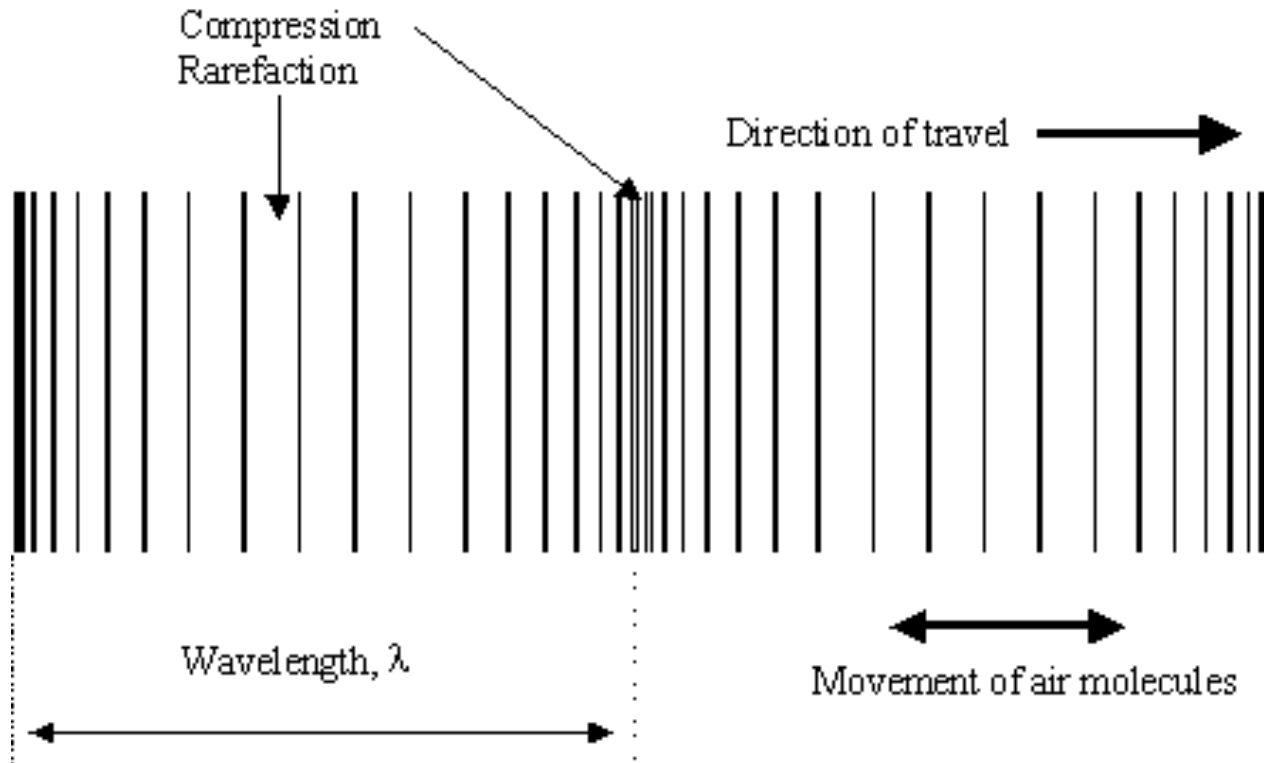 Compression
Rarefaction
Direction of travel
Wavelength, λ
Movement of air molecules